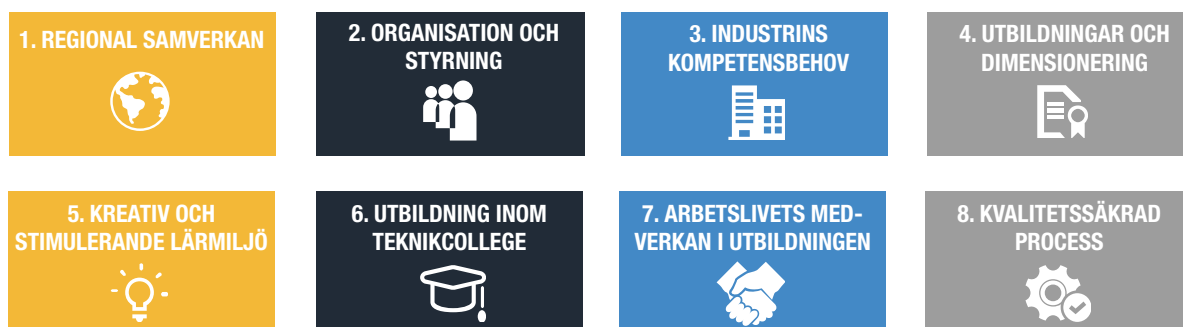 1. REGIONAL SAMVERKAN
2. ORGANISATION OCH
STYRNING
3. INDUSTRINS
KOMPETENSBEHOV
4. UTBILDNINGAR OCH
DIMENSIONERING
5. KREATIV OCH
STIMULERANDE LÄRMILJÖ
6. UTBILDNING INOM
TEKNIKCOLLEGE
7. ARBETSLIVETS MED-
VERKAN I UTBILDNINGEN
8. KVALITETSSÄKRAD
PROCESS